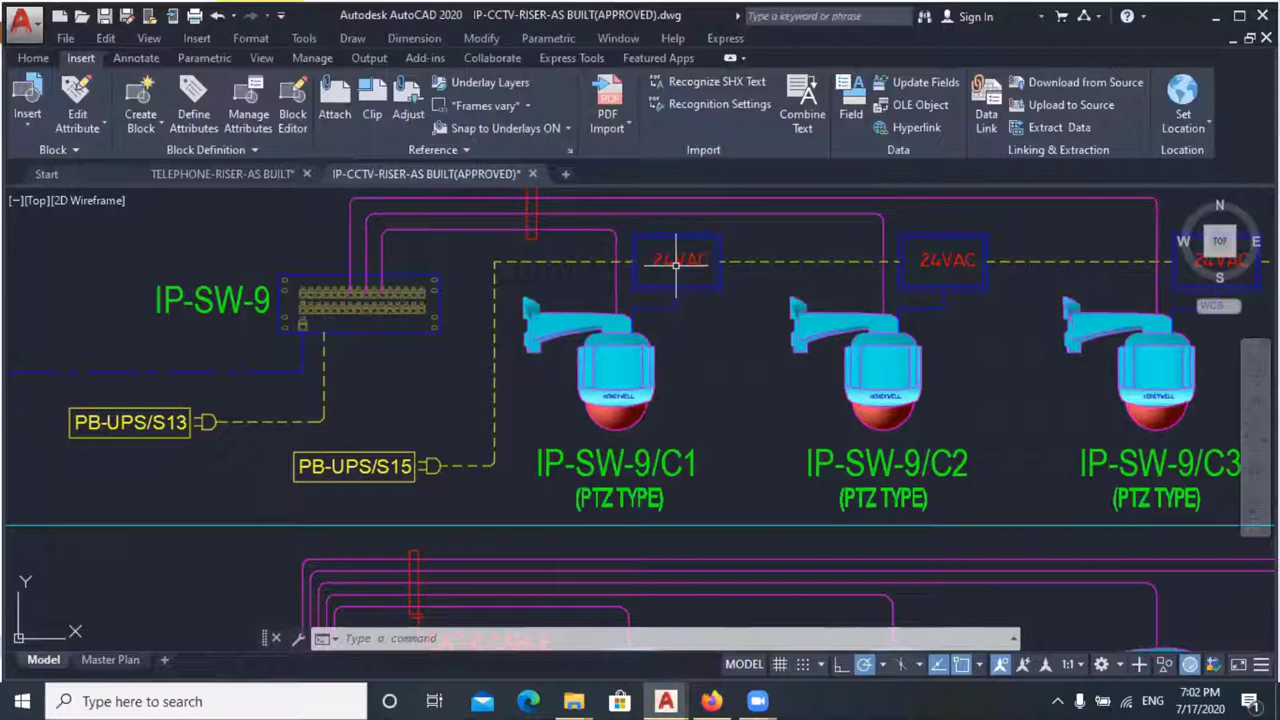 Autodesk AutoCAD 2020 IP-CCTV-RISER-AS BUILT(APPROVED).dwg
Type a keyword or phrase
Sign In
File Edit View Insert Format Tools Draw Dimension Modify Parametric Window Help Express
Home Insert Annotate Parametric View Manage Output Add-ins Collaborate Express Tools Featured Apps
Insert
Edit Attribute
Create Block
Define Attributes
Manage Attributes
Block Editor
Attach
Clip
Adjust
Underlay Layers
*Frames vary*
Snap to Underlays ON
PDF Import
Recognize SHX Text
Recognition Settings
Combine Text
Field
Update Fields
OLE Object
Hyperlink
Data Link
Download from Source
Upload to Source
Extract Data
Set Location
Block
Block Definition
Reference
Import
Data
Linking & Extraction
Location
Start
TELEPHONE-RISER-AS BUILT*
IP-CCTV-RISER-AS BUILT(APPROVED)*
[−][Top][2D Wireframe]
N
W TOP E
S
WCS
24VAC 24VAC 24VAC
IP-SW-9
HONEYWELL HONEYWELL HONEYWELL
PB-UPS/S13
PB-UPS/S15
IP-SW-9/C1 IP-SW-9/C2 IP-SW-9/C3
(PTZ TYPE) (PTZ TYPE) (PTZ TYPE)
Y
X
Type a command
Model Master Plan
MODEL
1:1
Type here to search
ENG
7:02 PM
7/17/2020
1